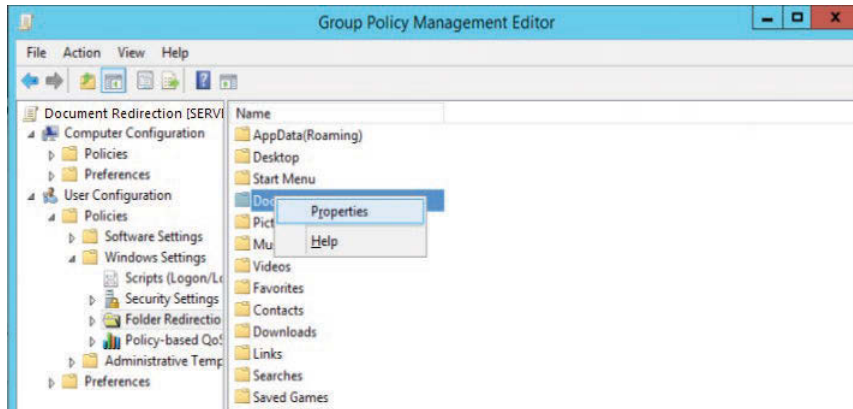 Group Policy Management Editor
File Action View Help
Document Redirection [SERVI
Computer Configuration
Policies
Preferences
User Configuration
Policies
Software Settings
Windows Settings
Scripts (Logon/Lo
Security Settings
Folder Redirectio
Policy-based QoS
Administrative Temp
Preferences
Name
AppData(Roaming)
Desktop
Start Menu
Doc
Properties
Pict
Help
Mu
Videos
Favorites
Contacts
Downloads
Links
Searches
Saved Games